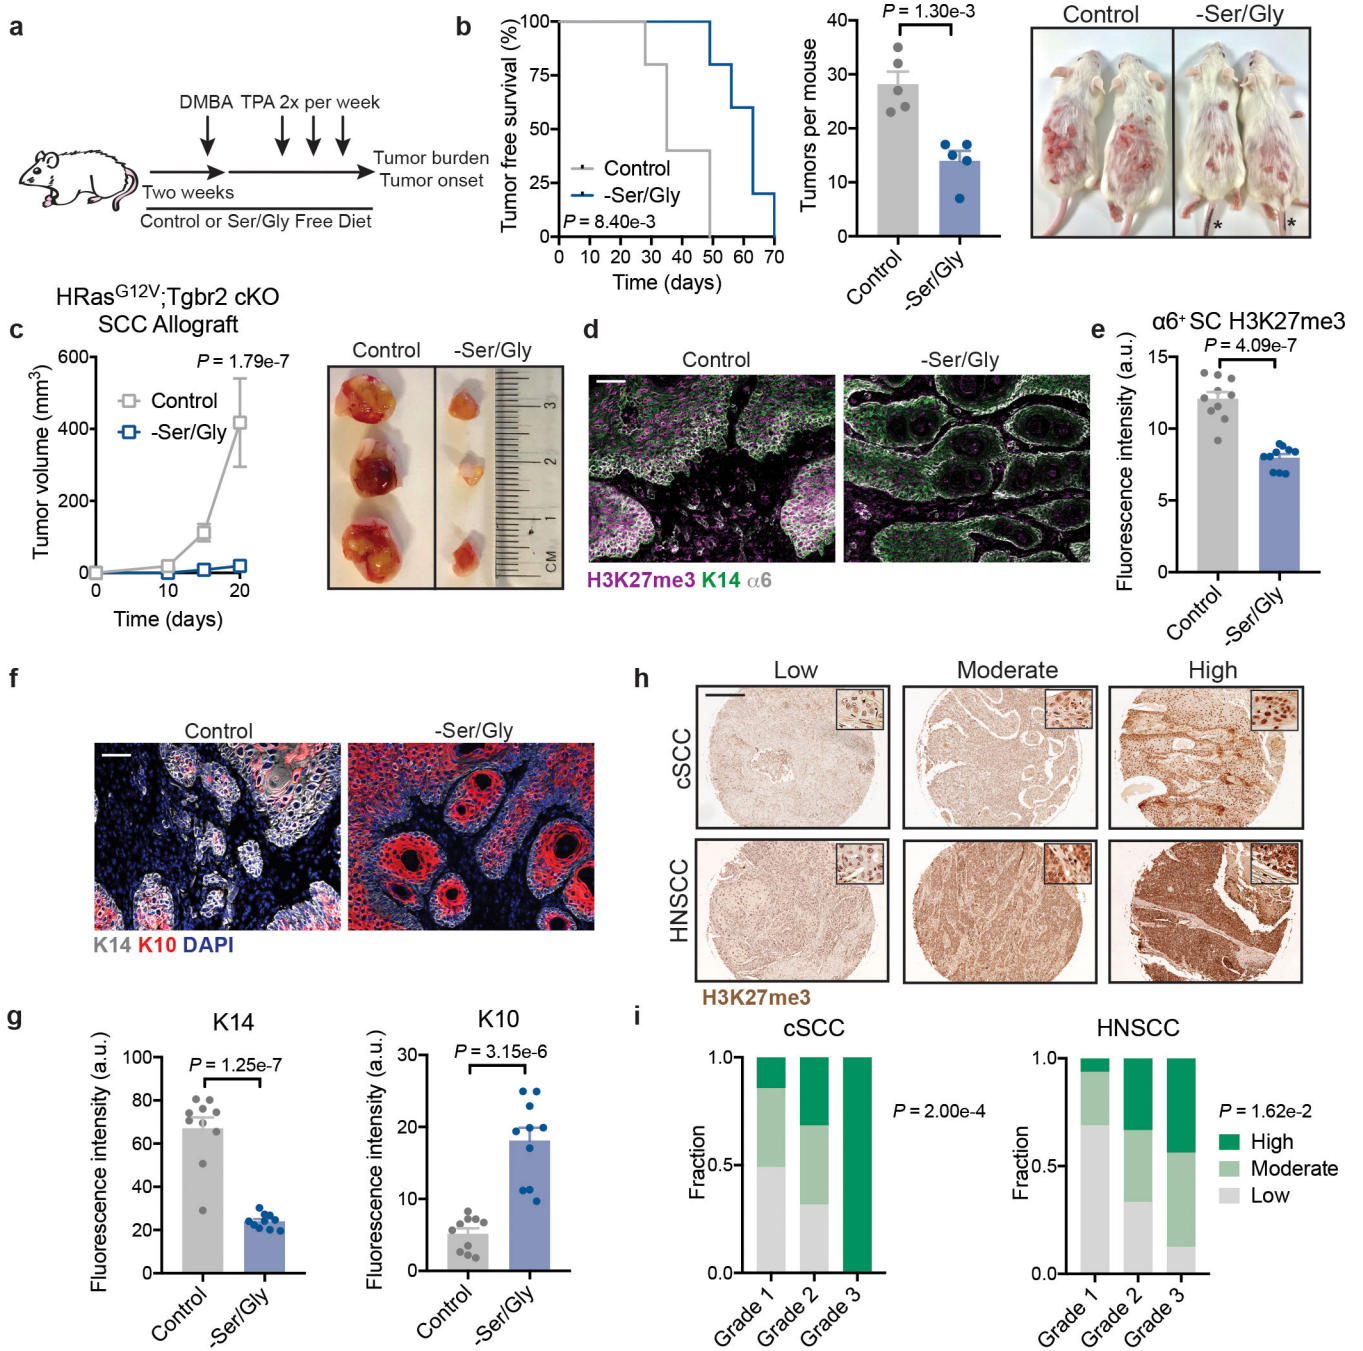 a
DMBA TPA 2x per week
Two weeks
Control or Ser/Gly Free Diet
Tumor burden
Tumor onset
b
Tumor free survival (%)
100
75
50
25
0
Control
-Ser/Gly
P = 8.40e-3
0 10 20 30 40 50 60 70
Time (days)
P = 1.30e-3
Tumors per mouse
40
30
20
10
0
Control
-Ser/Gly
Control -Ser/Gly
* *
c
HRasG12V;Tgbr2 cKO
SCC Allograft
P = 1.79e-7
Tumor volume (mm3)
600
400
200
0
Control
-Ser/Gly
0 10 20
Time (days)
Control -Ser/Gly
3
2
1
CM
d
Control -Ser/Gly
H3K27me3 K14 α6
e
α6+ SC H3K27me3
P = 4.09e-7
Fluorescence intensity (a.u.)
15
10
5
0
Control
-Ser/Gly
f
Control -Ser/Gly
K14 K10 DAPI
g
K14
P = 1.25e-7
Fluorescence intensity (a.u.)
100
80
60
40
20
0
Control
-Ser/Gly
K10
P = 3.15e-6
Fluorescence intensity (a.u.)
30
20
10
0
Control
-Ser/Gly
h
Low Moderate High
cSCC
HNSCC
H3K27me3
i
cSCC
Fraction
1.0
0.5
0.0
P = 2.00e-4
Grade 1
Grade 2
Grade 3
HNSCC
Fraction
1.0
0.5
0.0
P = 1.62e-2
High
Moderate
Low
Grade 1
Grade 2
Grade 3